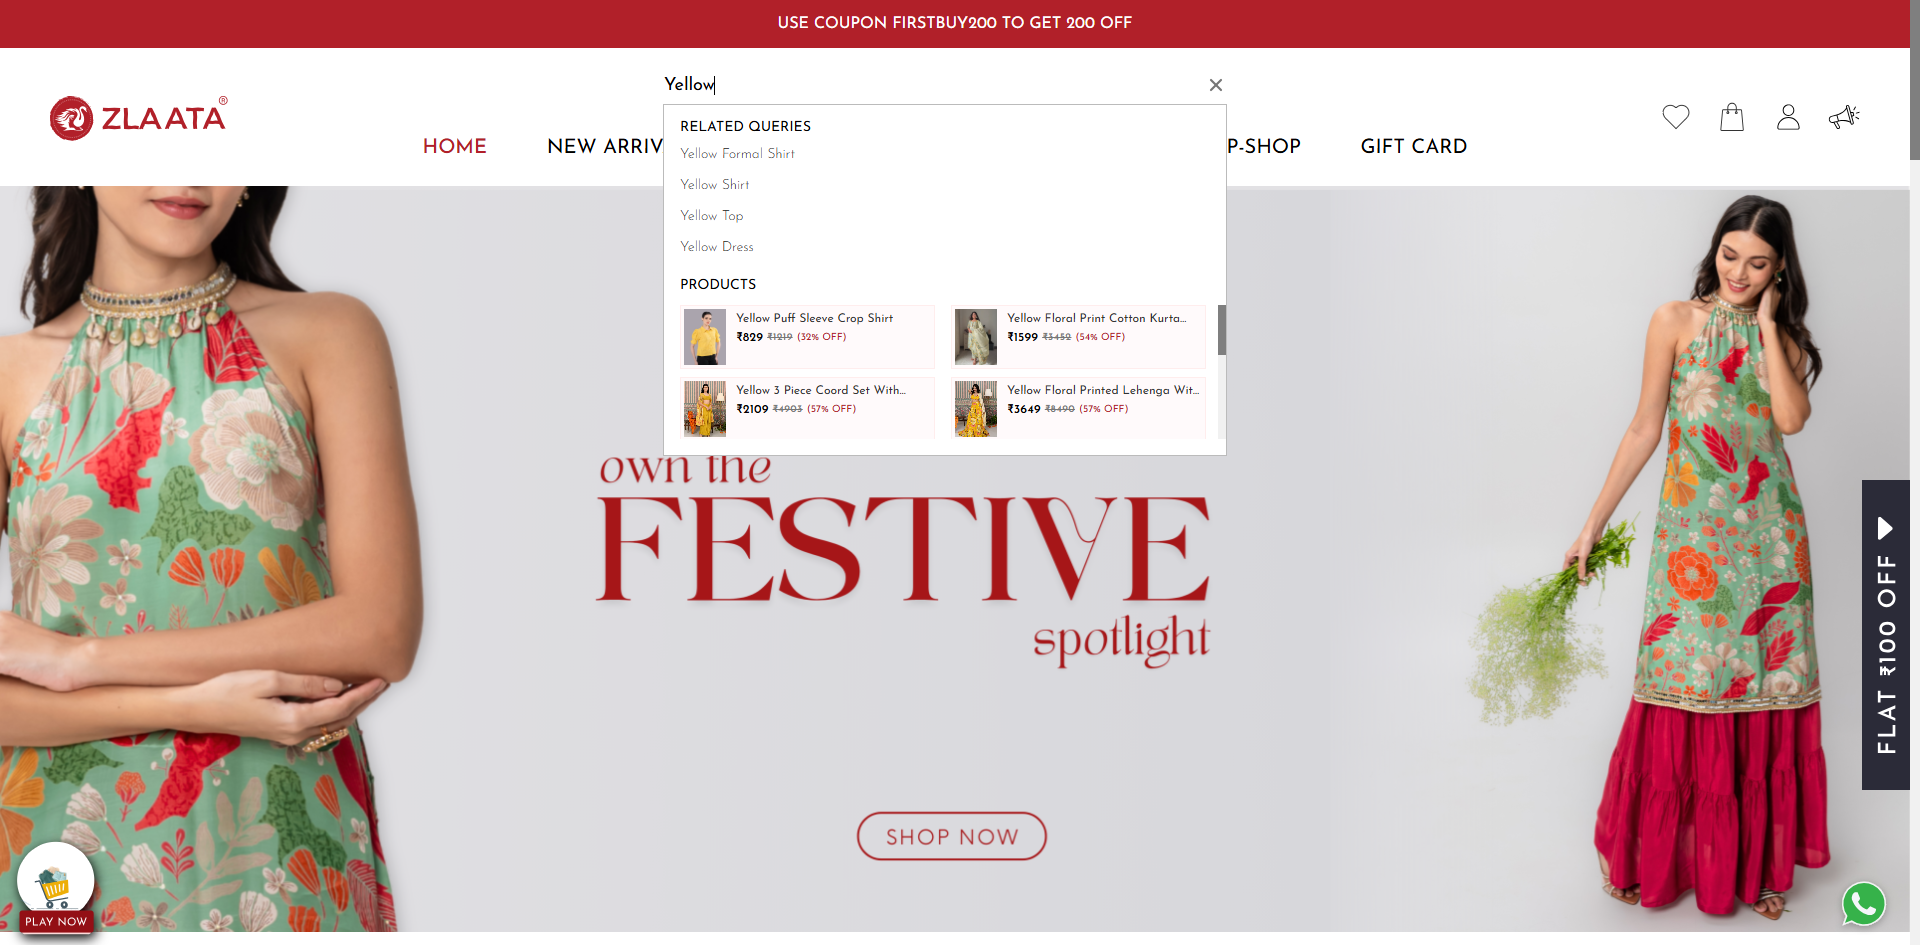 USE COUPON FIRSTBUY200 TO GET 200 OFF
Yellow
ZLAATA®
HOME
NEW ARRIV
P-SHOP
GIFT CARD
RELATED QUERIES
Yellow Formal Shirt
Yellow Shirt
Yellow Top
Yellow Dress
PRODUCTS
Yellow Puff Sleeve Crop Shirt
₹829 ₹1219 (32% OFF)
Yellow Floral Print Cotton Kurta...
₹1599 ₹3452 (54% OFF)
Yellow 3 Piece Coord Set With...
₹2109 ₹4903 (57% OFF)
Yellow Floral Printed Lehenga Wit...
₹3649 ₹8490 (57% OFF)
own the
FESTIVE
spotlight
SHOP NOW
FLAT ₹100 OFF
PLAY NOW